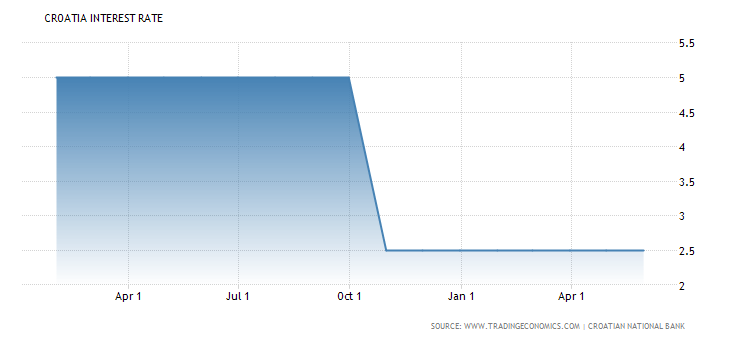 CROATIA INTEREST RATE
5.5
5
4.5
4
3.5
3
2.5
2
Apr 1 Jul 1 Oct 1 Jan 1 Apr 1
SOURCE: WWW.TRADINGECONOMICS.COM | CROATIAN NATIONAL BANK